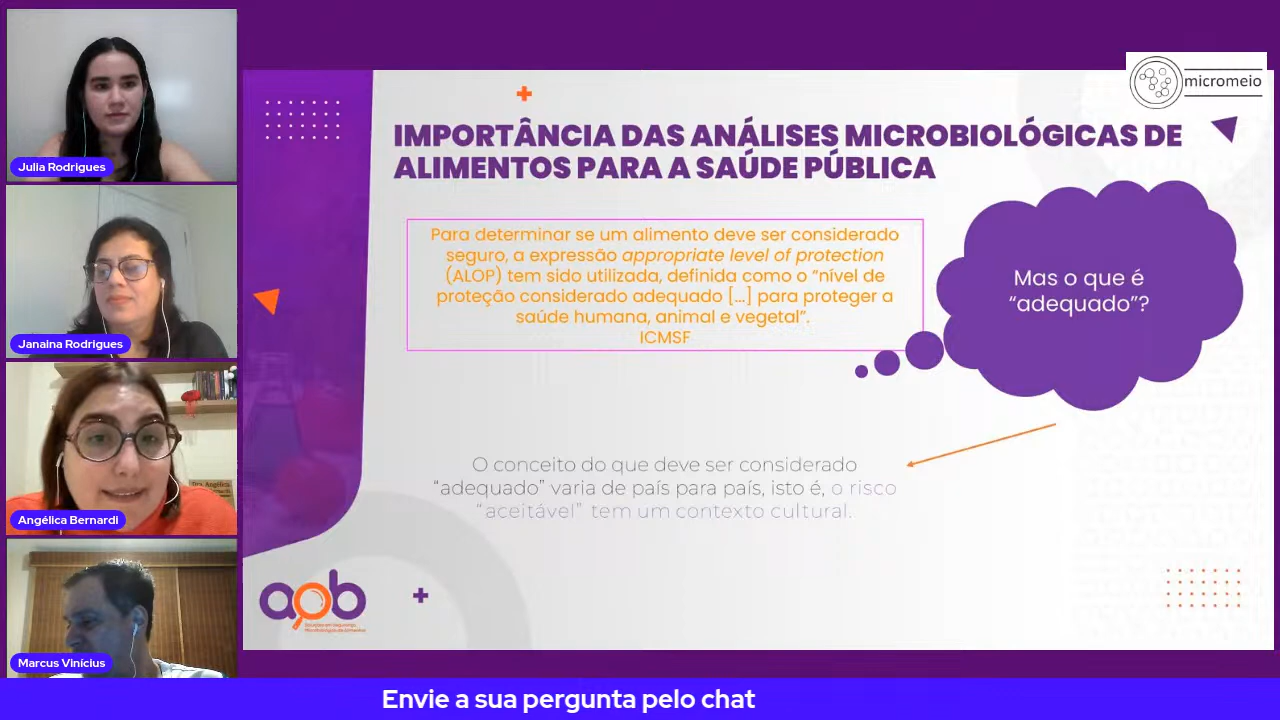 Julia Rodrigues
Janaina Rodrigues
Angélica Bernardi
Marcus Vinícius
micromeio
IMPORTÂNCIA DAS ANÁLISES MICROBIOLÓGICAS DE
ALIMENTOS PARA A SAÚDE PÚBLICA
Para determinar se um alimento deve ser considerado
seguro, a expressão appropriate level of protection
(ALOP) tem sido utilizada, definida como o “nível de
proteção considerado adequado [...] para proteger a
saúde humana, animal e vegetal”.
ICMSF
Mas o que é
“adequado”?
O conceito do que deve ser considerado
“adequado” varia de país para país, isto é, o risco
“aceitável” tem um contexto cultural.
aob
Envie a sua pergunta pelo chat